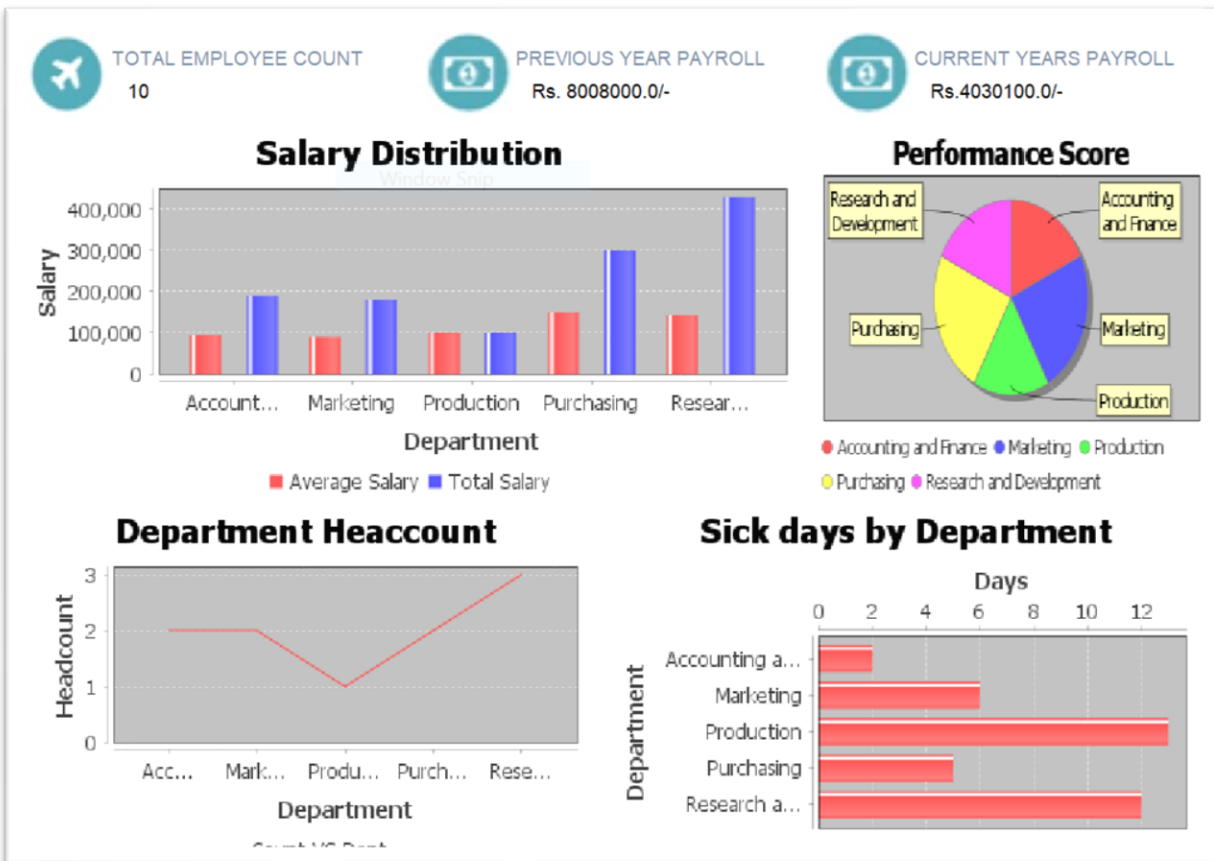 TOTAL EMPLOYEE COUNT
10
PREVIOUS YEAR PAYROLL
Rs. 8008000.0/-
CURRENT YEARS PAYROLL
Rs.4030100.0/-
Salary Distribution
Window Snip
Salary
400,000
300,000
200,000
100,000
0
Account...
Marketing
Production
Purchasing
Resear...
Department
Average Salary
Total Salary
Performance Score
Research and
Development
Accounting
and Finance
Purchasing
Marketing
Production
Accounting and Finance
Marketing
Production
Purchasing
Research and Development
Department Heaccount
Headcount
3
2
1
0
Acc...
Mark...
Produ...
Purch...
Rese...
Department
Count VS Dept
Sick days by Department
Days
0
2
4
6
8
10
12
Department
Accounting a...
Marketing
Production
Purchasing
Research a...